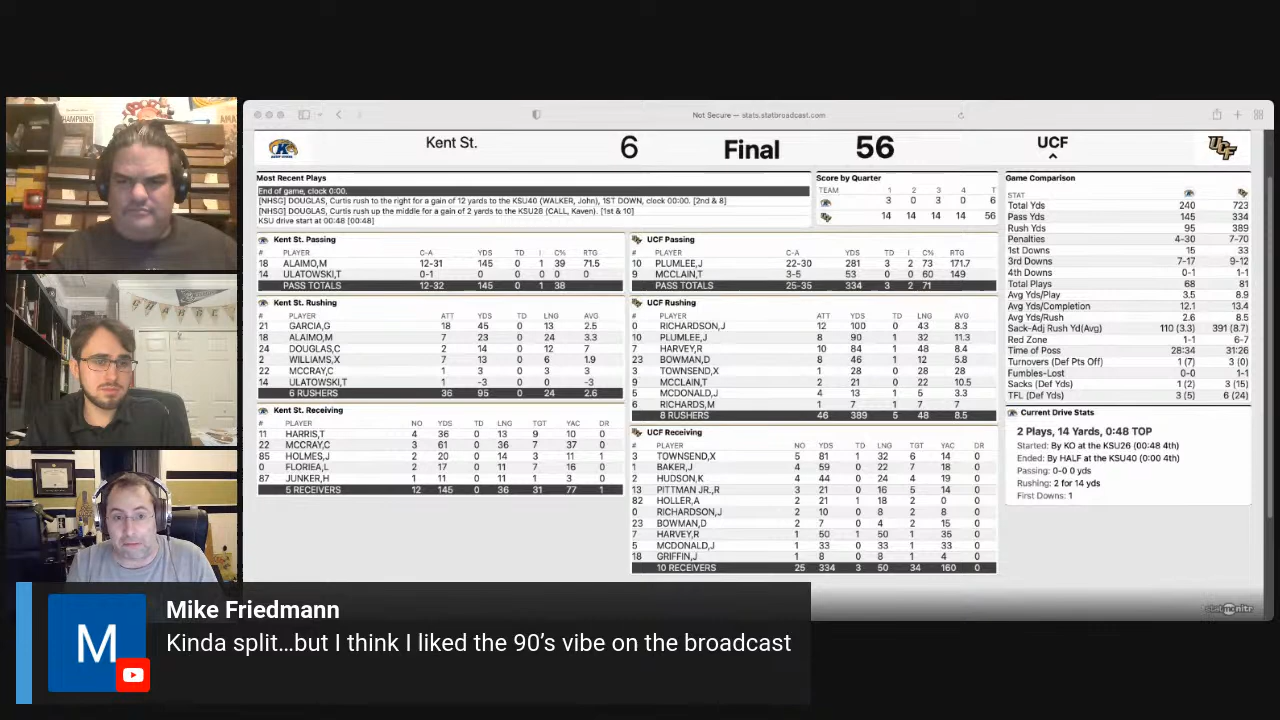 Not Secure — stats.statbroadcast.com
Kent St. 6 Final 56 UCF
Most Recent Plays
End of game, clock 0:00.
[NHSG] DOUGLAS, Curtis rush to the right for a gain of 12 yards to the KSU40 (WALKER, John), 1ST DOWN, clock 00:00. [2nd & 8]
[NHSG] DOUGLAS, Curtis rush up the middle for a gain of 2 yards to the KSU28 (CALL, Kaven). [1st & 10]
KSU drive start at 00:48 [00:48]
Score by Quarter
TEAM 1 2 3 4 T
3 0 3 0 6
14 14 14 14 56
Kent St. Passing
# PLAYER C-A YDS TD I C% RTG
18 ALAIMO,M 12-31 145 0 1 39 71.5
14 ULATOWSKI,T 0-1 0 0 0 0 0
PASS TOTALS 12-32 145 0 1 38
Kent St. Rushing
# PLAYER ATT YDS TD LNG AVG
21 GARCIA,G 18 45 0 13 2.5
18 ALAIMO,M 7 23 0 24 3.3
24 DOUGLAS,C 2 14 0 12 7
2 WILLIAMS,X 7 13 0 6 1.9
22 MCCRAY,C 1 3 0 3 3
14 ULATOWSKI,T 1 -3 0 0 -3
6 RUSHERS 36 95 0 24 2.6
Kent St. Receiving
# PLAYER NO YDS TD LNG TGT YAC DR
11 HARRIS,T 4 36 0 13 9 10 0
22 MCCRAY,C 3 61 0 36 7 37 0
85 HOLMES,J 2 20 0 14 3 11 1
0 FLORIEA,L 2 17 0 11 7 16 0
87 JUNKER,H 1 11 0 11 1 3 0
5 RECEIVERS 12 145 0 36 31 77 1
UCF Passing
# PLAYER C-A YDS TD I C% RTG
10 PLUMLEE,J 22-30 281 3 2 73 171.7
9 MCCLAIN,T 3-5 53 0 0 60 149
PASS TOTALS 25-35 334 3 2 71
UCF Rushing
# PLAYER ATT YDS TD LNG AVG
0 RICHARDSON,J 12 100 0 43 8.3
10 PLUMLEE,J 8 90 1 32 11.3
7 HARVEY,R 10 84 1 48 8.4
23 BOWMAN,D 8 46 1 12 5.8
3 TOWNSEND,X 1 28 0 28 28
9 MCCLAIN,T 2 21 0 22 10.5
5 MCDONALD,J 4 13 1 5 3.3
6 RICHARDS,M 1 7 1 7 7
8 RUSHERS 46 389 5 48 8.5
UCF Receiving
# PLAYER NO YDS TD LNG TGT YAC DR
3 TOWNSEND,X 5 81 1 32 6 14 0
1 BAKER,J 4 59 0 22 7 18 0
2 HUDSON,K 4 44 0 24 4 19 0
13 PITTMAN JR.,R 3 21 0 16 5 14 0
82 HOLLER,A 2 21 1 18 2 0 0
0 RICHARDSON,J 2 10 0 8 2 8 0
23 BOWMAN,D 2 7 0 4 2 15 0
7 HARVEY,R 1 50 1 50 1 35 0
5 MCDONALD,J 1 33 0 33 1 33 0
18 GRIFFIN,J 1 8 0 8 1 4 0
10 RECEIVERS 25 334 3 50 34 160 0
Game Comparison
STAT
Total Yds 240 723
Pass Yds 145 334
Rush Yds 95 389
Penalties 4-30 7-70
1st Downs 15 33
3rd Downs 7-17 9-12
4th Downs 0-1 1-1
Total Plays 68 81
Avg Yds/Play 3.5 8.9
Avg Yds/Completion 12.1 13.4
Avg Yds/Rush 2.6 8.5
Sack-Adj Rush Yd(Avg) 110 (3.3) 391 (8.7)
Red Zone 1-1 6-7
Time of Poss 28:34 31:26
Turnovers (Def Pts Off) 1 (7) 3 (0)
Fumbles-Lost 0-0 1-1
Sacks (Def Yds) 1 (2) 3 (15)
TFL (Def Yds) 3 (5) 6 (24)
Current Drive Stats
2 Plays, 14 Yards, 0:48 TOP
Started: By KO at the KSU26 (00:48 4th)
Ended: By HALF at the KSU40 (0:00 4th)
Passing: 0-0 0 yds
Rushing: 2 for 14 yds
First Downs: 1
M
Mike Friedmann
Kinda split…but I think I liked the 90’s vibe on the broadcast